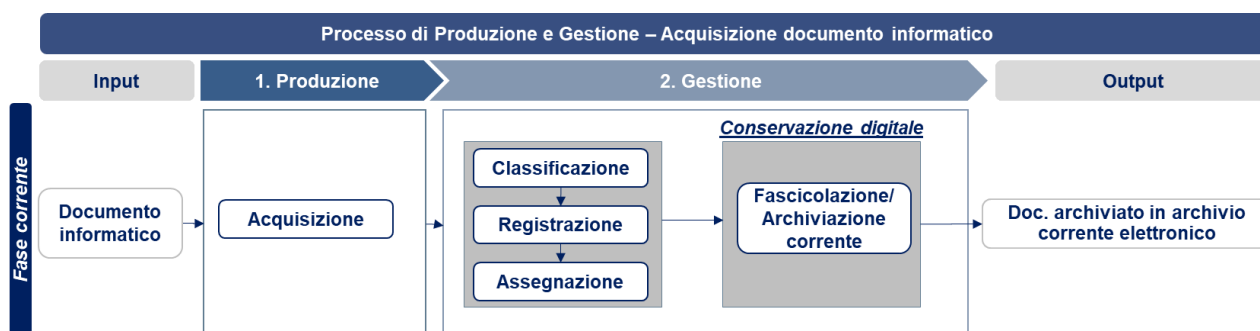 Processo di Produzione e Gestione – Acquisizione documento informatico
Input
1. Produzione
2. Gestione
Output
Fase corrente
Documento
informatico
Acquisizione
Classificazione
Registrazione
Assegnazione
Conservazione digitale
Fascicolazione/
Archiviazione
corrente
Doc. archiviato in archivio
corrente elettronico